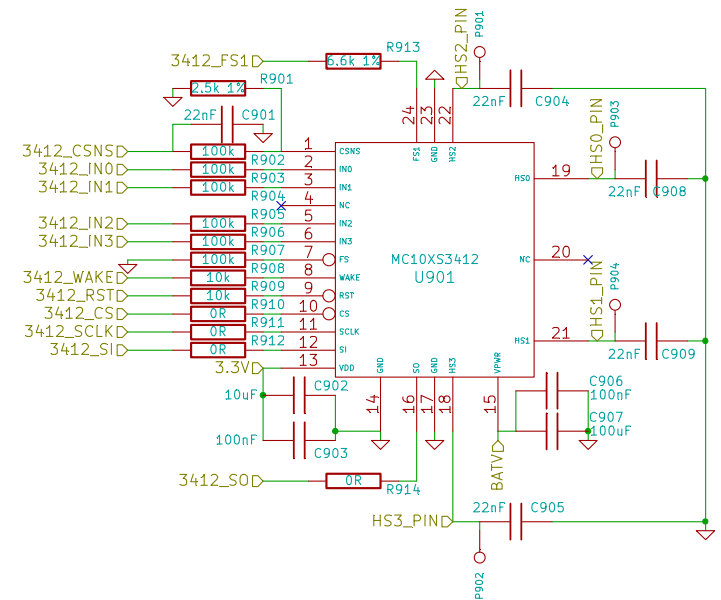 HS2_PIN
P901
3412_FS1
6.6k 1%
R913
2.5k 1%
R901
22nF
C901
24
23
22
22nF
C904
HS0_PIN
P903
3412_CSNS
100k
1
CSNS
FS1
GND
HS2
3412_IN0
100k
R902
2
IN0
19
HS0
3412_IN1
100k
R903
3
IN1
22nF
C908
R904
4
NC
3412_IN2
100k
R905
5
IN2
3412_IN3
100k
R906
6
IN3
100k
R907
7
FS
MC10XS3412
U901
NC
20
HS1_PIN
P904
3412_WAKE
10k
R908
8
WAKE
3412_RST
10k
R909
9
RST
3412_CS
0R
R910
10
CS
3412_SCLK
0R
R911
11
SCLK
HS1
21
3412_SI
0R
R912
12
SI
22nF
C909
3.3V
13
VDD
GND
SO
GND
HS3
VPWR
10uF
C902
14
16
17
18
15
C906
100nF
100nF
C903
C907
100uF
BATV
3412_SO
0R
R914
HS3_PIN
22nF
C905
P902